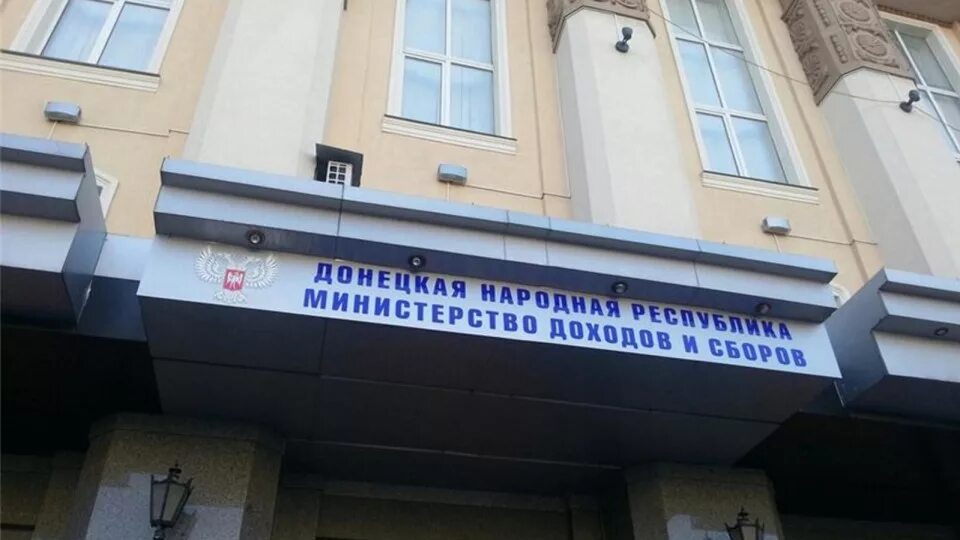 ДОНЕЦКАЯ НАРОДНАЯ РЕСПУБЛИКА
МИНИСТЕРСТВО ДОХОДОВ И СБОРОВ